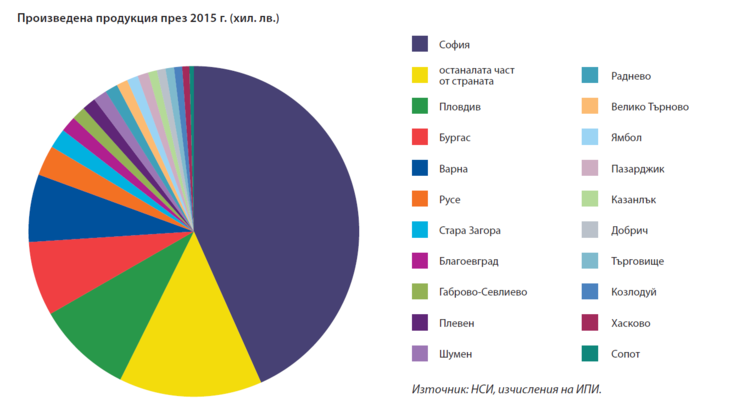 Произведена продукция през 2015 г. (хил. лв.)
София
останалата част
от страната
Пловдив
Бургас
Варна
Русе
Стара Загора
Благоевград
Габрово-Севлиево
Плевен
Шумен
Раднево
Велико Търново
Ямбол
Пазарджик
Казанлък
Добрич
Търговище
Козлодуй
Хасково
Сопот
Източник: НСИ, изчисления на ИПИ.